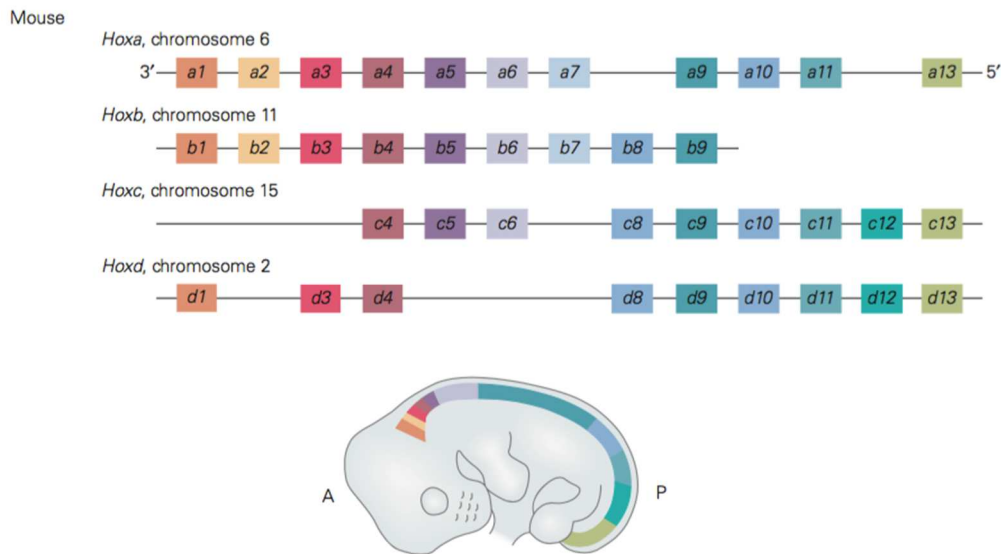 Mouse
Hoxa, chromosome 6
3′ a1 a2 a3 a4 a5 a6 a7 a9 a10 a11 a13 5′
Hoxb, chromosome 11
b1 b2 b3 b4 b5 b6 b7 b8 b9
Hoxc, chromosome 15
c4 c5 c6 c8 c9 c10 c11 c12 c13
Hoxd, chromosome 2
d1 d3 d4 d8 d9 d10 d11 d12 d13
A P